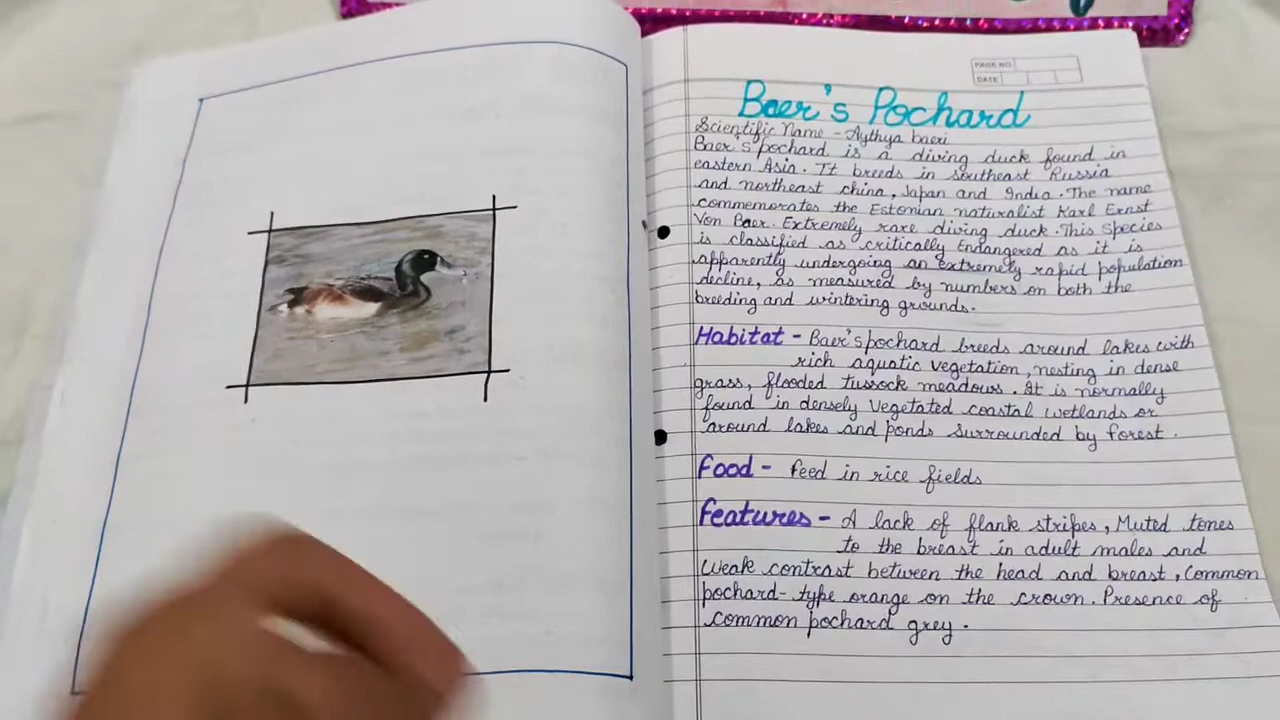 PAGE NO
DATE
Baer's Pochard
Scientific Name - Aythya baeri
Baer's pochard is a diving duck found in
eastern Asia. It breeds in southeast Russia
and northeast china, Japan and India. The name
commemorates the Estonian naturalist Karl Ernst
Von Baer. Extremely rare diving duck. This species
is classified as critically Endangered as it is
apparently undergoing an extremely rapid population
decline, as measured by numbers on both the
breeding and wintering grounds.
Habitat - Baer's pochard breeds around lakes with
rich aquatic vegetation, nesting in dense
grass, flooded tussock meadows. It is normally
found in densely vegetated coastal wetlands or
around lakes and ponds surrounded by forest.
Food - feed in rice fields
Features - A lack of flank stripes, Muted tones
to the breast in adult males and
weak contrast between the head and breast, Common
pochard-type orange on the crown. Presence of
common pochard grey.